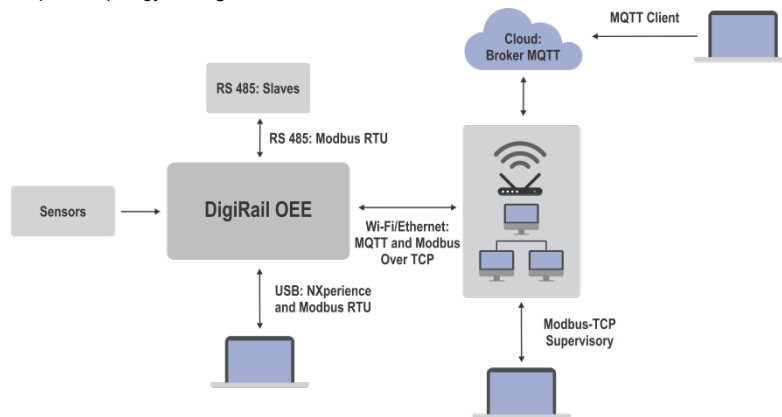 MQTT Client
Cloud:
Broker MQTT
RS 485: Slaves
RS 485: Modbus RTU
Sensors
DigiRail OEE
Wi-Fi/Ethernet:
MQTT and Modbus
Over TCP
USB: NXperience
and Modbus RTU
Modbus-TCP
Supervisory